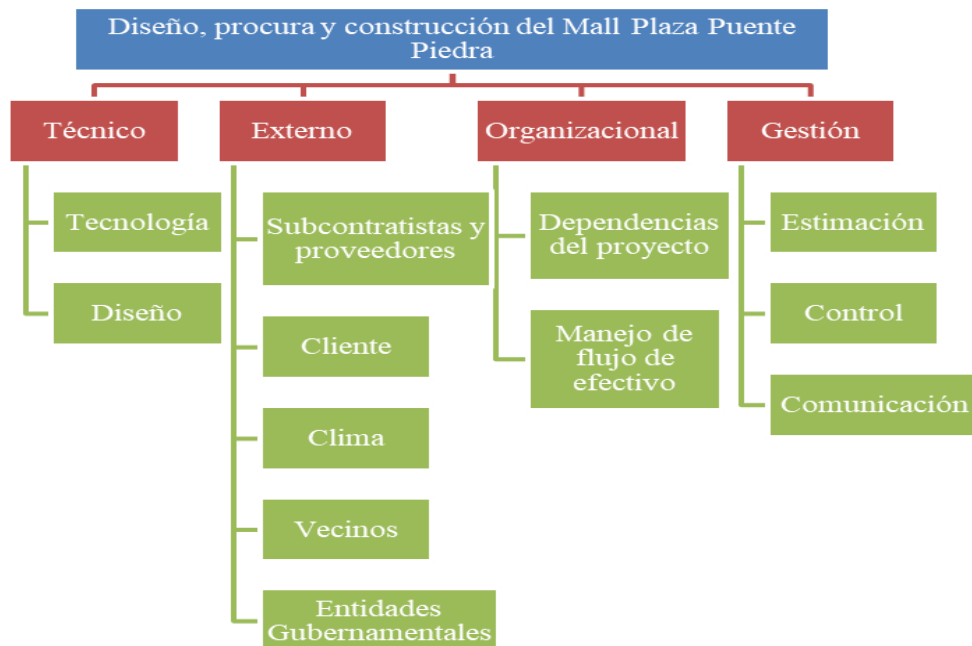 Diseño, procura y construcción del Mall Plaza Puente
Piedra
Técnico
Externo
Organizacional
Gestión
Tecnología
Diseño
Subcontratistas y
proveedores
Cliente
Clima
Vecinos
Entidades
Gubernamentales
Dependencias
del proyecto
Manejo de
flujo de
efectivo
Estimación
Control
Comunicación